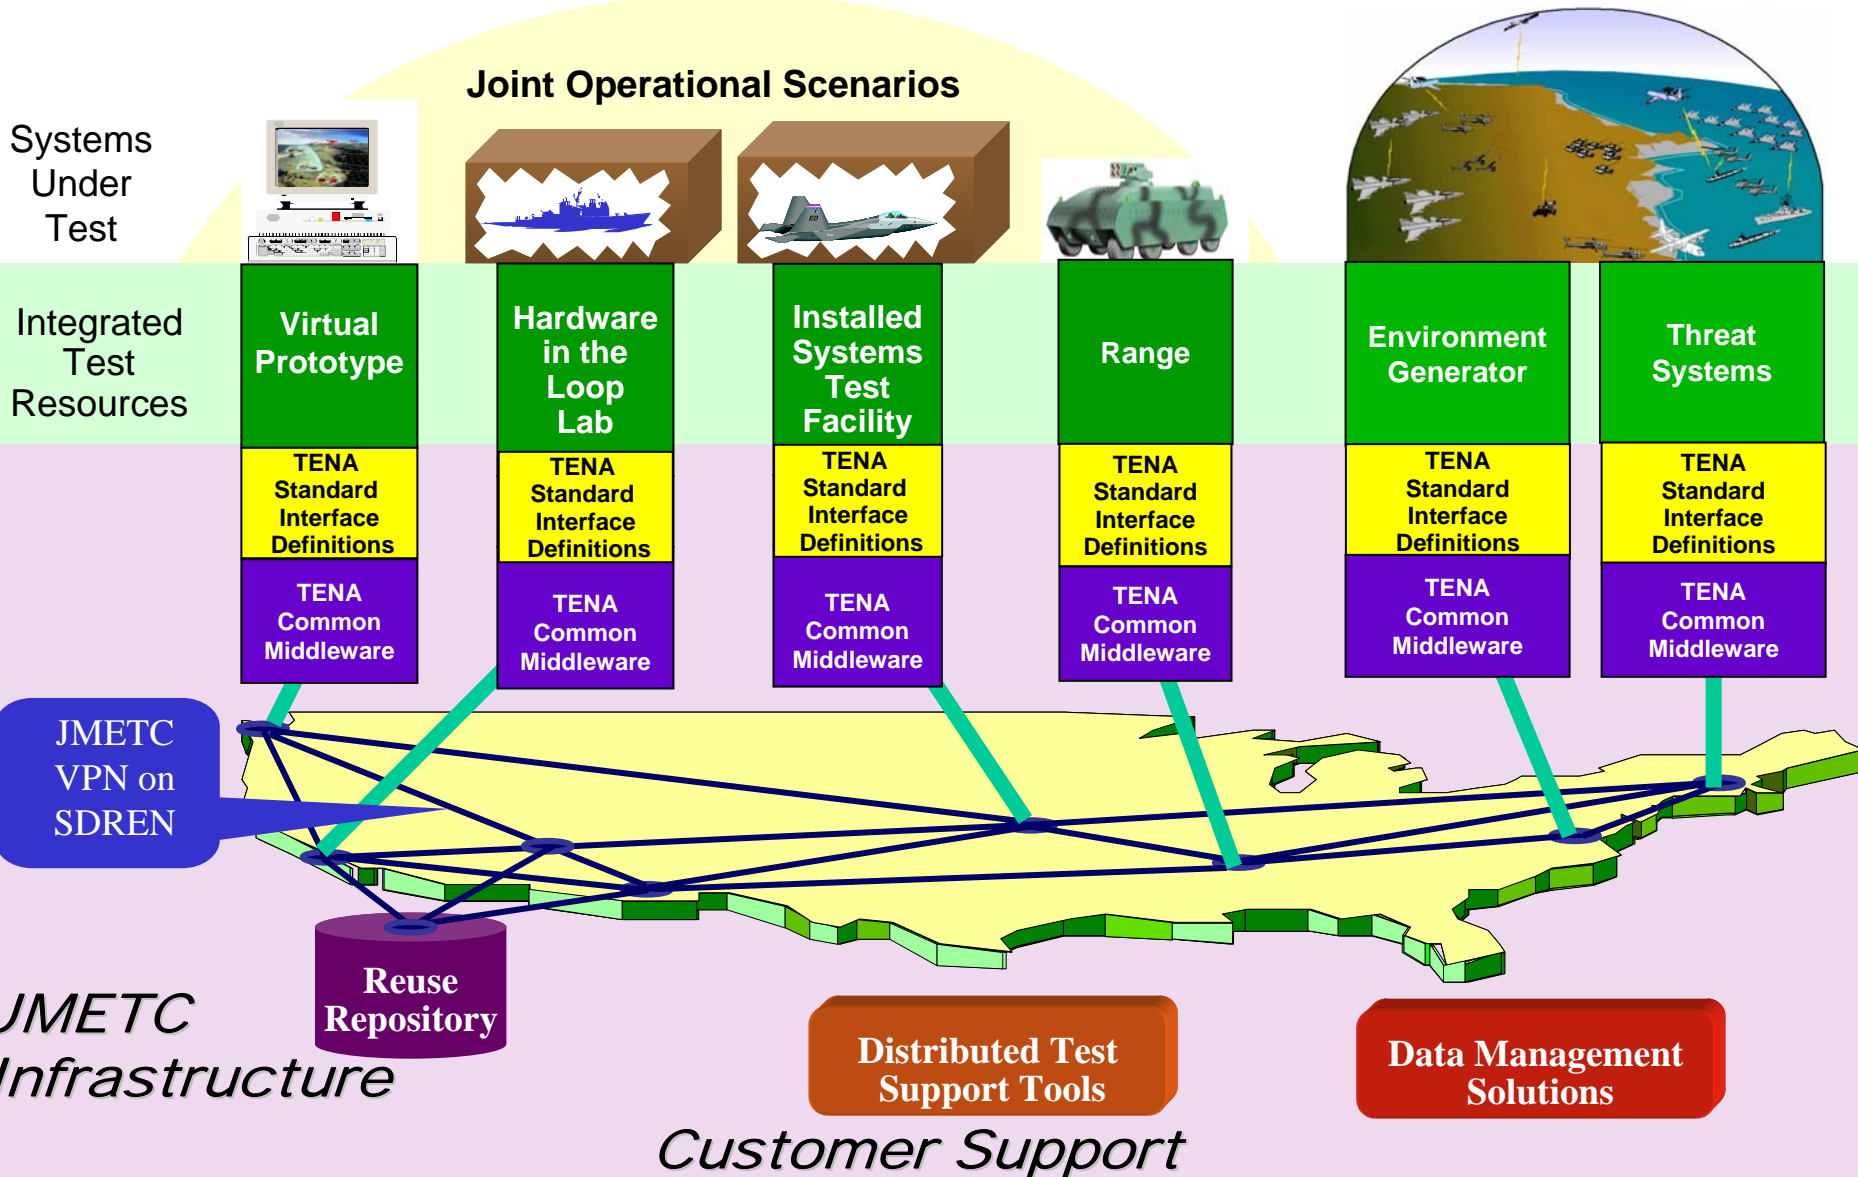 Joint Operational Scenarios
Systems
Under
Test
ED
Integrated
Test
Resources
Virtual
Prototype
Hardware
in the
Loop
Lab
Installed
Systems
Test
Facility
Range
Environment
Generator
Threat
Systems
TENA
Standard
Interface
Definitions
TENA
Standard
Interface
Definitions
TENA
Standard
Interface
Definitions
TENA
Standard
Interface
Definitions
TENA
Standard
Interface
Definitions
TENA
Standard
Interface
Definitions
TENA
Common
Middleware
TENA
Common
Middleware
TENA
Common
Middleware
TENA
Common
Middleware
TENA
Common
Middleware
TENA
Common
Middleware
JMETC
VPN on
SDREN
Reuse
Repository
JMETC
Infrastructure
Distributed Test
Support Tools
Data Management
Solutions
Customer Support